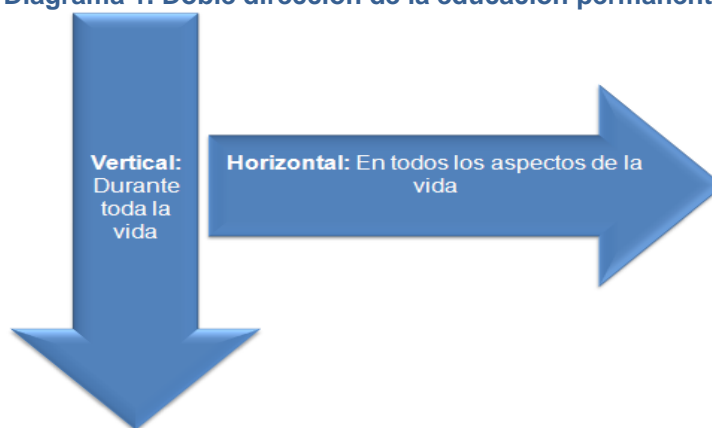 Diagrama 1. Doble dirección de la educación permanent
Vertical:
Durante
toda la
vida
Horizontal: En todos los aspectos de la
vida